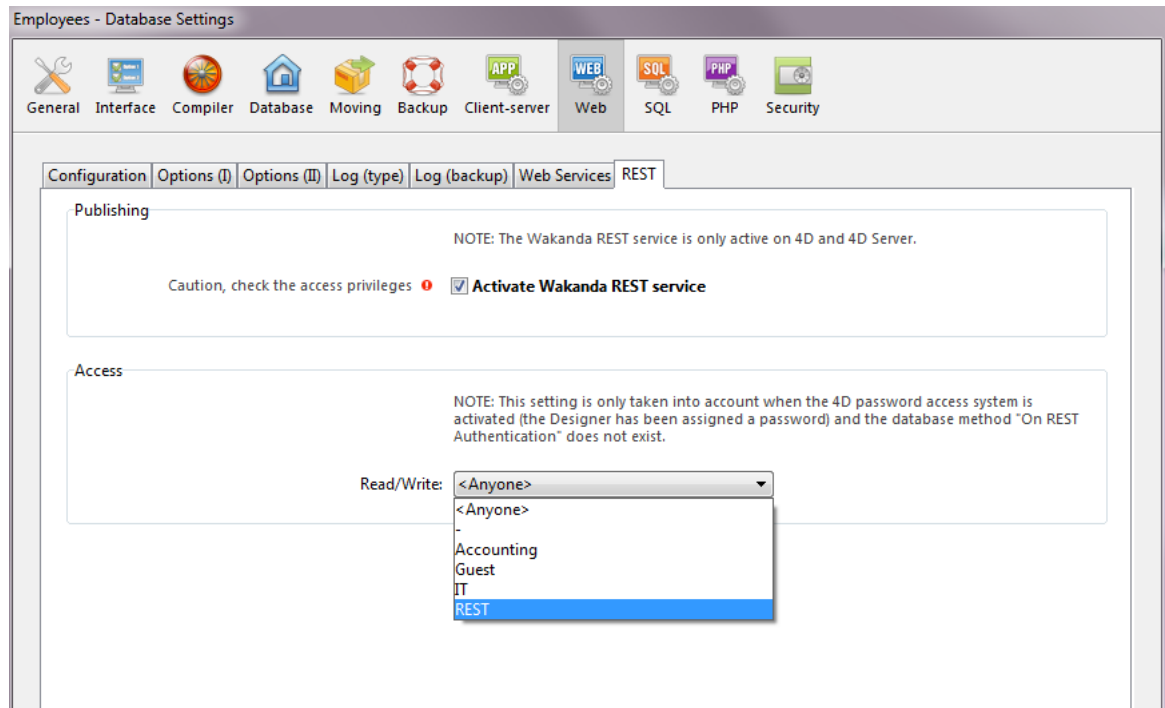 Employees - Database Settings
APP WEB SQL PHP
General Interface Compiler Database Moving Backup Client-server Web SQL PHP Security
Configuration Options (I) Options (II) Log (type) Log (backup) Web Services REST
Publishing
NOTE: The Wakanda REST service is only active on 4D and 4D Server.
Caution, check the access privileges Activate Wakanda REST service
Access
NOTE: This setting is only taken into account when the 4D password access system is
activated (the Designer has been assigned a password) and the database method "On REST
Authentication" does not exist.
Read/Write: <Anyone>
<Anyone>
-
Accounting
Guest
IT
REST